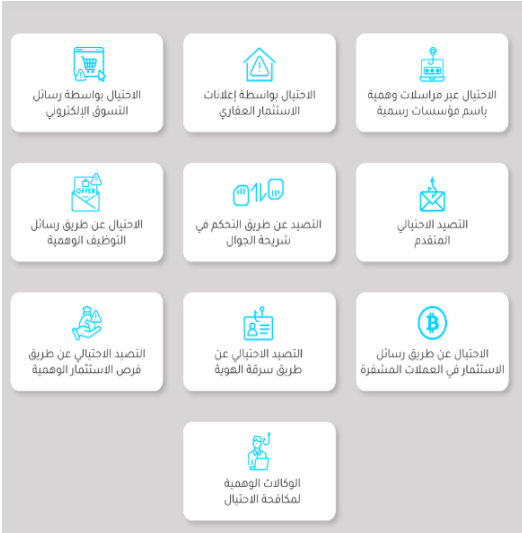 الاحتيال عبر مراسلات وهمية
باسم مؤسسات رسمية
الاحتيال بواسطة إعلانات
الاستثمار العقاري
الاحتيال بواسطة رسائل
التسوق الإلكتروني
التصيد الاحتيالي
المتقدم
التصيد عن طريق التحكم في
شريحة الجوال
OFFER
الاحتيال عن طريق رسائل
التوظيف الوهمية
الاحتيال عن طريق رسائل
الاستثمار في العملات المشفرة
التصيد الاحتيالي عن
طريق سرقة الهوية
التصيد الاحتيالي عن طريق
فرص الاستثمار الوهمية
الوكالات الوهمية
لمكافحة الاحتيال